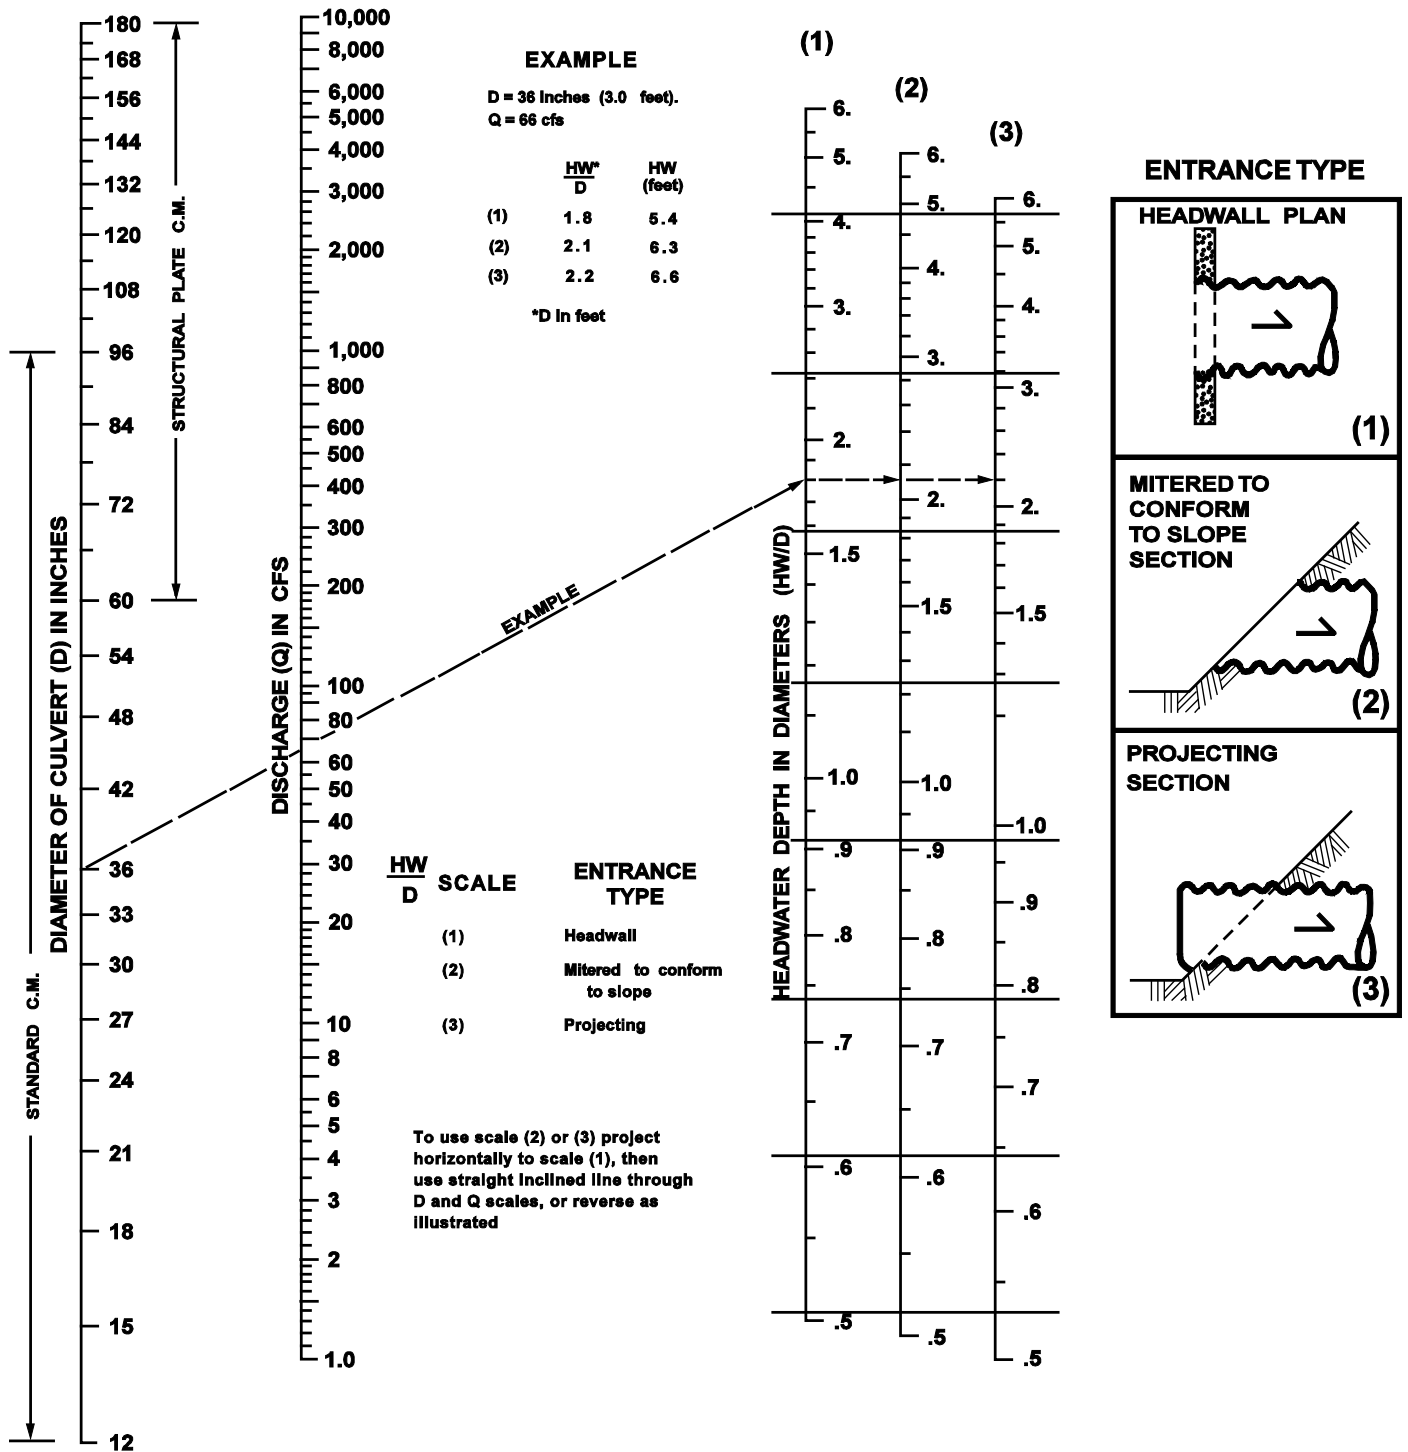 180
168
156
144
132
120
108
96
84
72
60
54
48
42
36
33
30
27
24
21
18
15
12
STANDARD C.M.
STRUCTURAL PLATE C.M.
DIAMETER OF CULVERT (D) IN INCHES
10,000
8,000
6,000
5,000
4,000
3,000
2,000
1,000
800
600
500
400
300
200
100
80
60
50
40
30
20
10
8
6
5
4
3
2
1.0
DISCHARGE (Q) IN CFS
EXAMPLE
D = 36 inches (3.0 feet).
Q = 66 cfs
HW* HW
D (feet)
(1) 1.8 5.4
(2) 2.1 6.3
(3) 2.2 6.6
*D in feet
EXAMPLE
HW
D
SCALE ENTRANCE
TYPE
(1) Headwall
(2) Mitered to conform
to slope
(3) Projecting
To use scale (2) or (3) project
horizontally to scale (1), then
use straight inclined line through
D and Q scales, or reverse as
illustrated
HEADWATER DEPTH IN DIAMETERS (HW/D)
(1)
6.
5.
4.
3.
2.
1.5
1.0
.9
.8
.7
.6
.5
(2)
6.
5.
4.
3.
2.
1.5
1.0
.9
.8
.7
.6
.5
(3)
6.
5.
4.
3.
2.
1.5
1.0
.9
.8
.7
.6
.5
ENTRANCE TYPE
HEADWALL PLAN
(1)
MITERED TO
CONFORM
TO SLOPE
SECTION
(2)
PROJECTING
SECTION
(3)